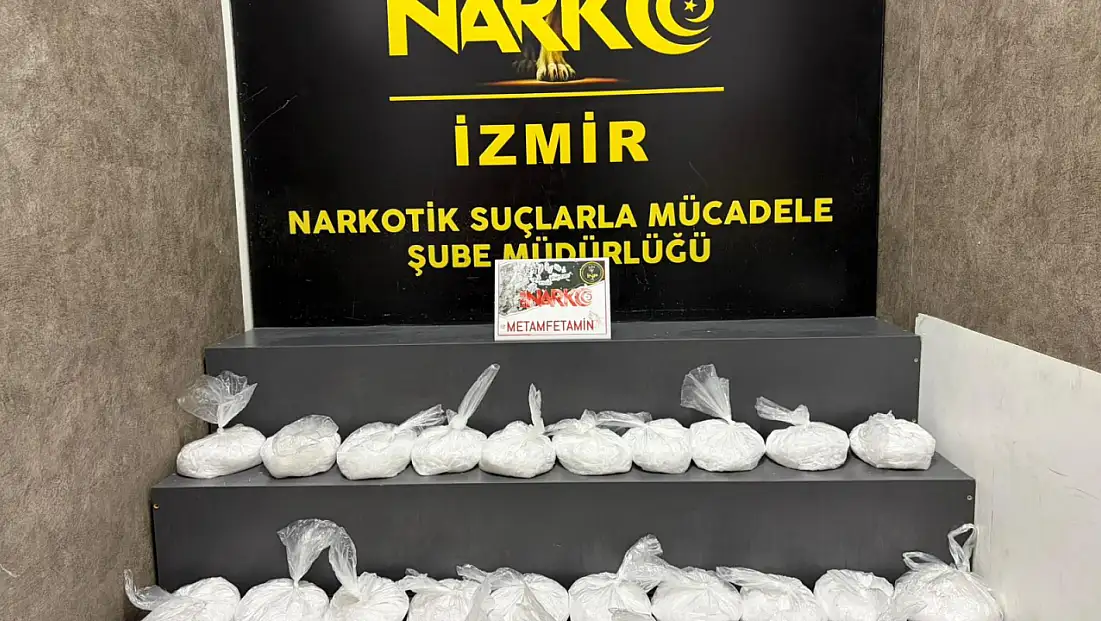 NARKO
İZMİR
NARKOTİK SUÇLARLA MÜCADELE
ŞUBE MÜDÜRLÜĞÜ
NARKO
METAMFETAMİN